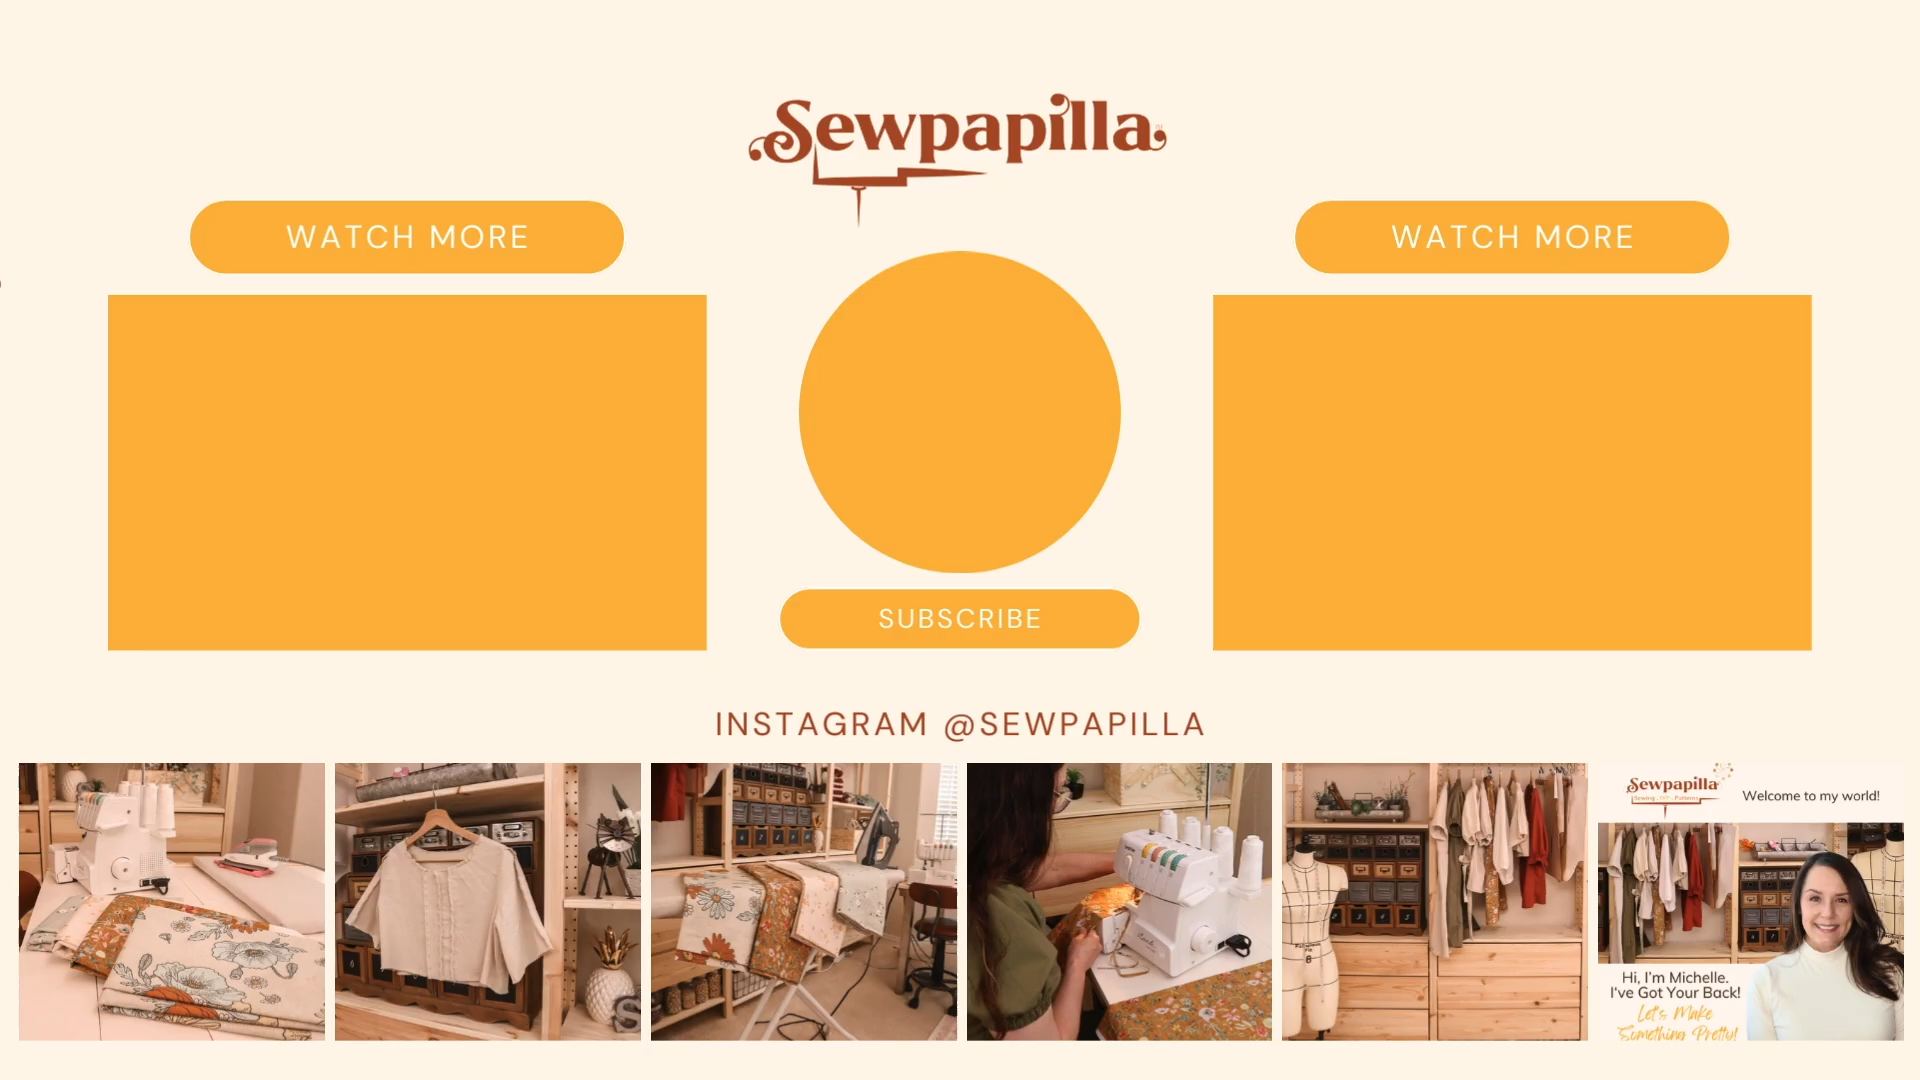 Sewpapilla
WATCH MORE
WATCH MORE
SUBSCRIBE
INSTAGRAM @SEWPAPILLA
Sewpapilla
Welcome to my world!
8
Hi, I'm Michelle.
I've Got Your Back!
Let's Make
Something Pretty!